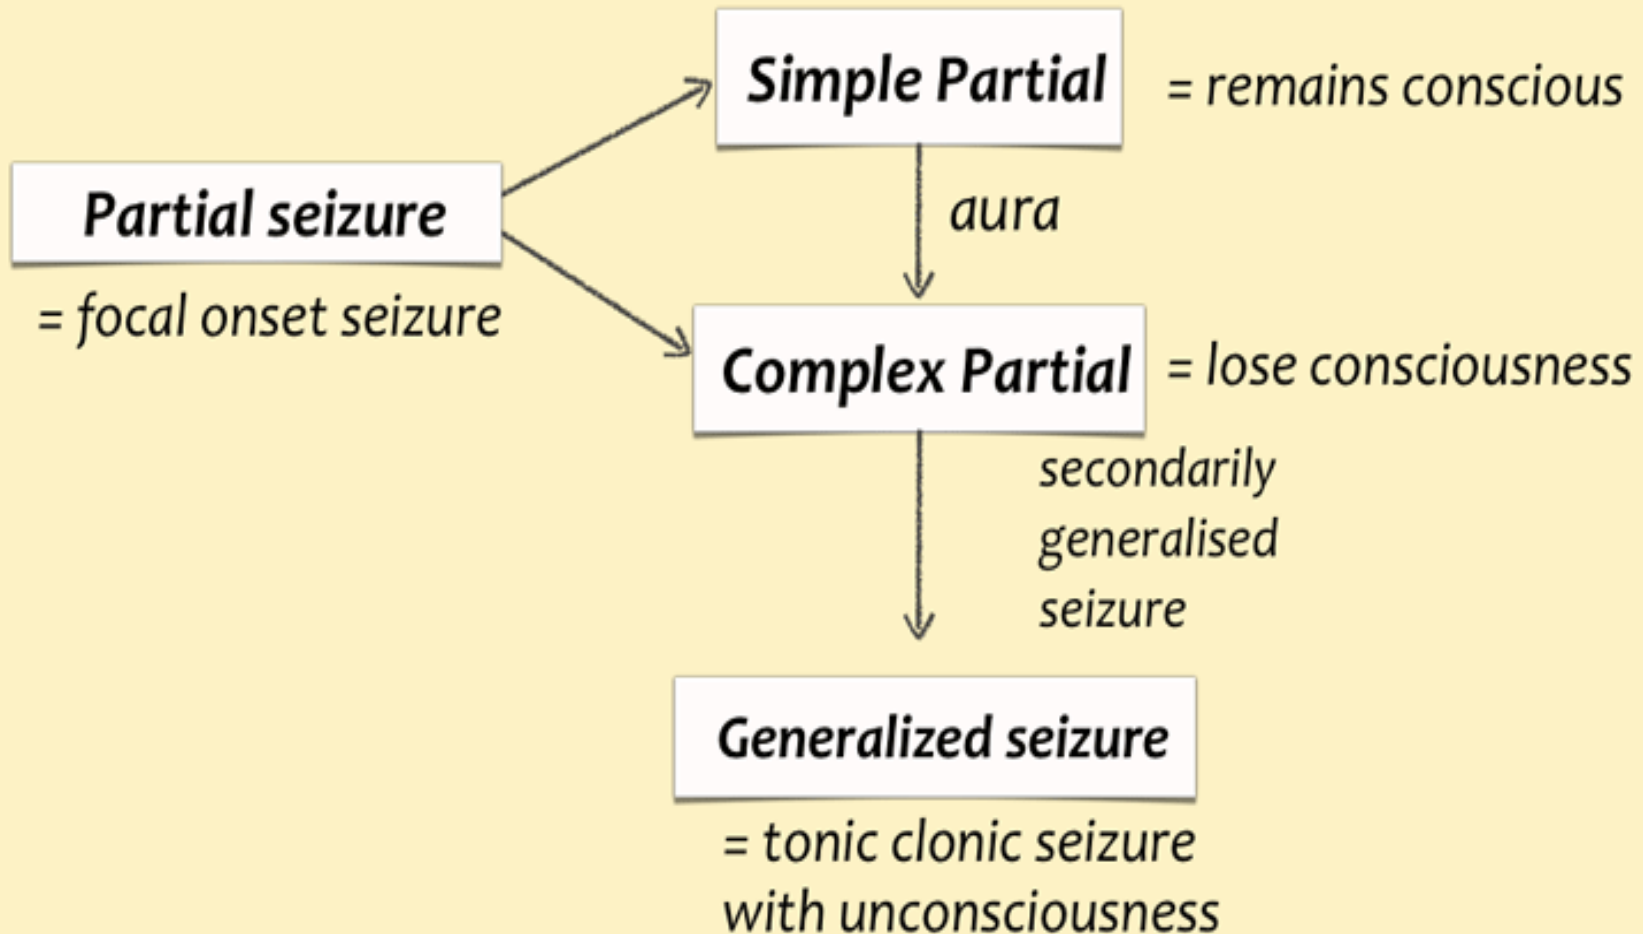 Simple Partial
= remains conscious
Partial seizure
aura
= focal onset seizure
Complex Partial
= lose consciousness
secondarily
generalised
seizure
Generalized seizure
= tonic clonic seizure
with unconsciousness